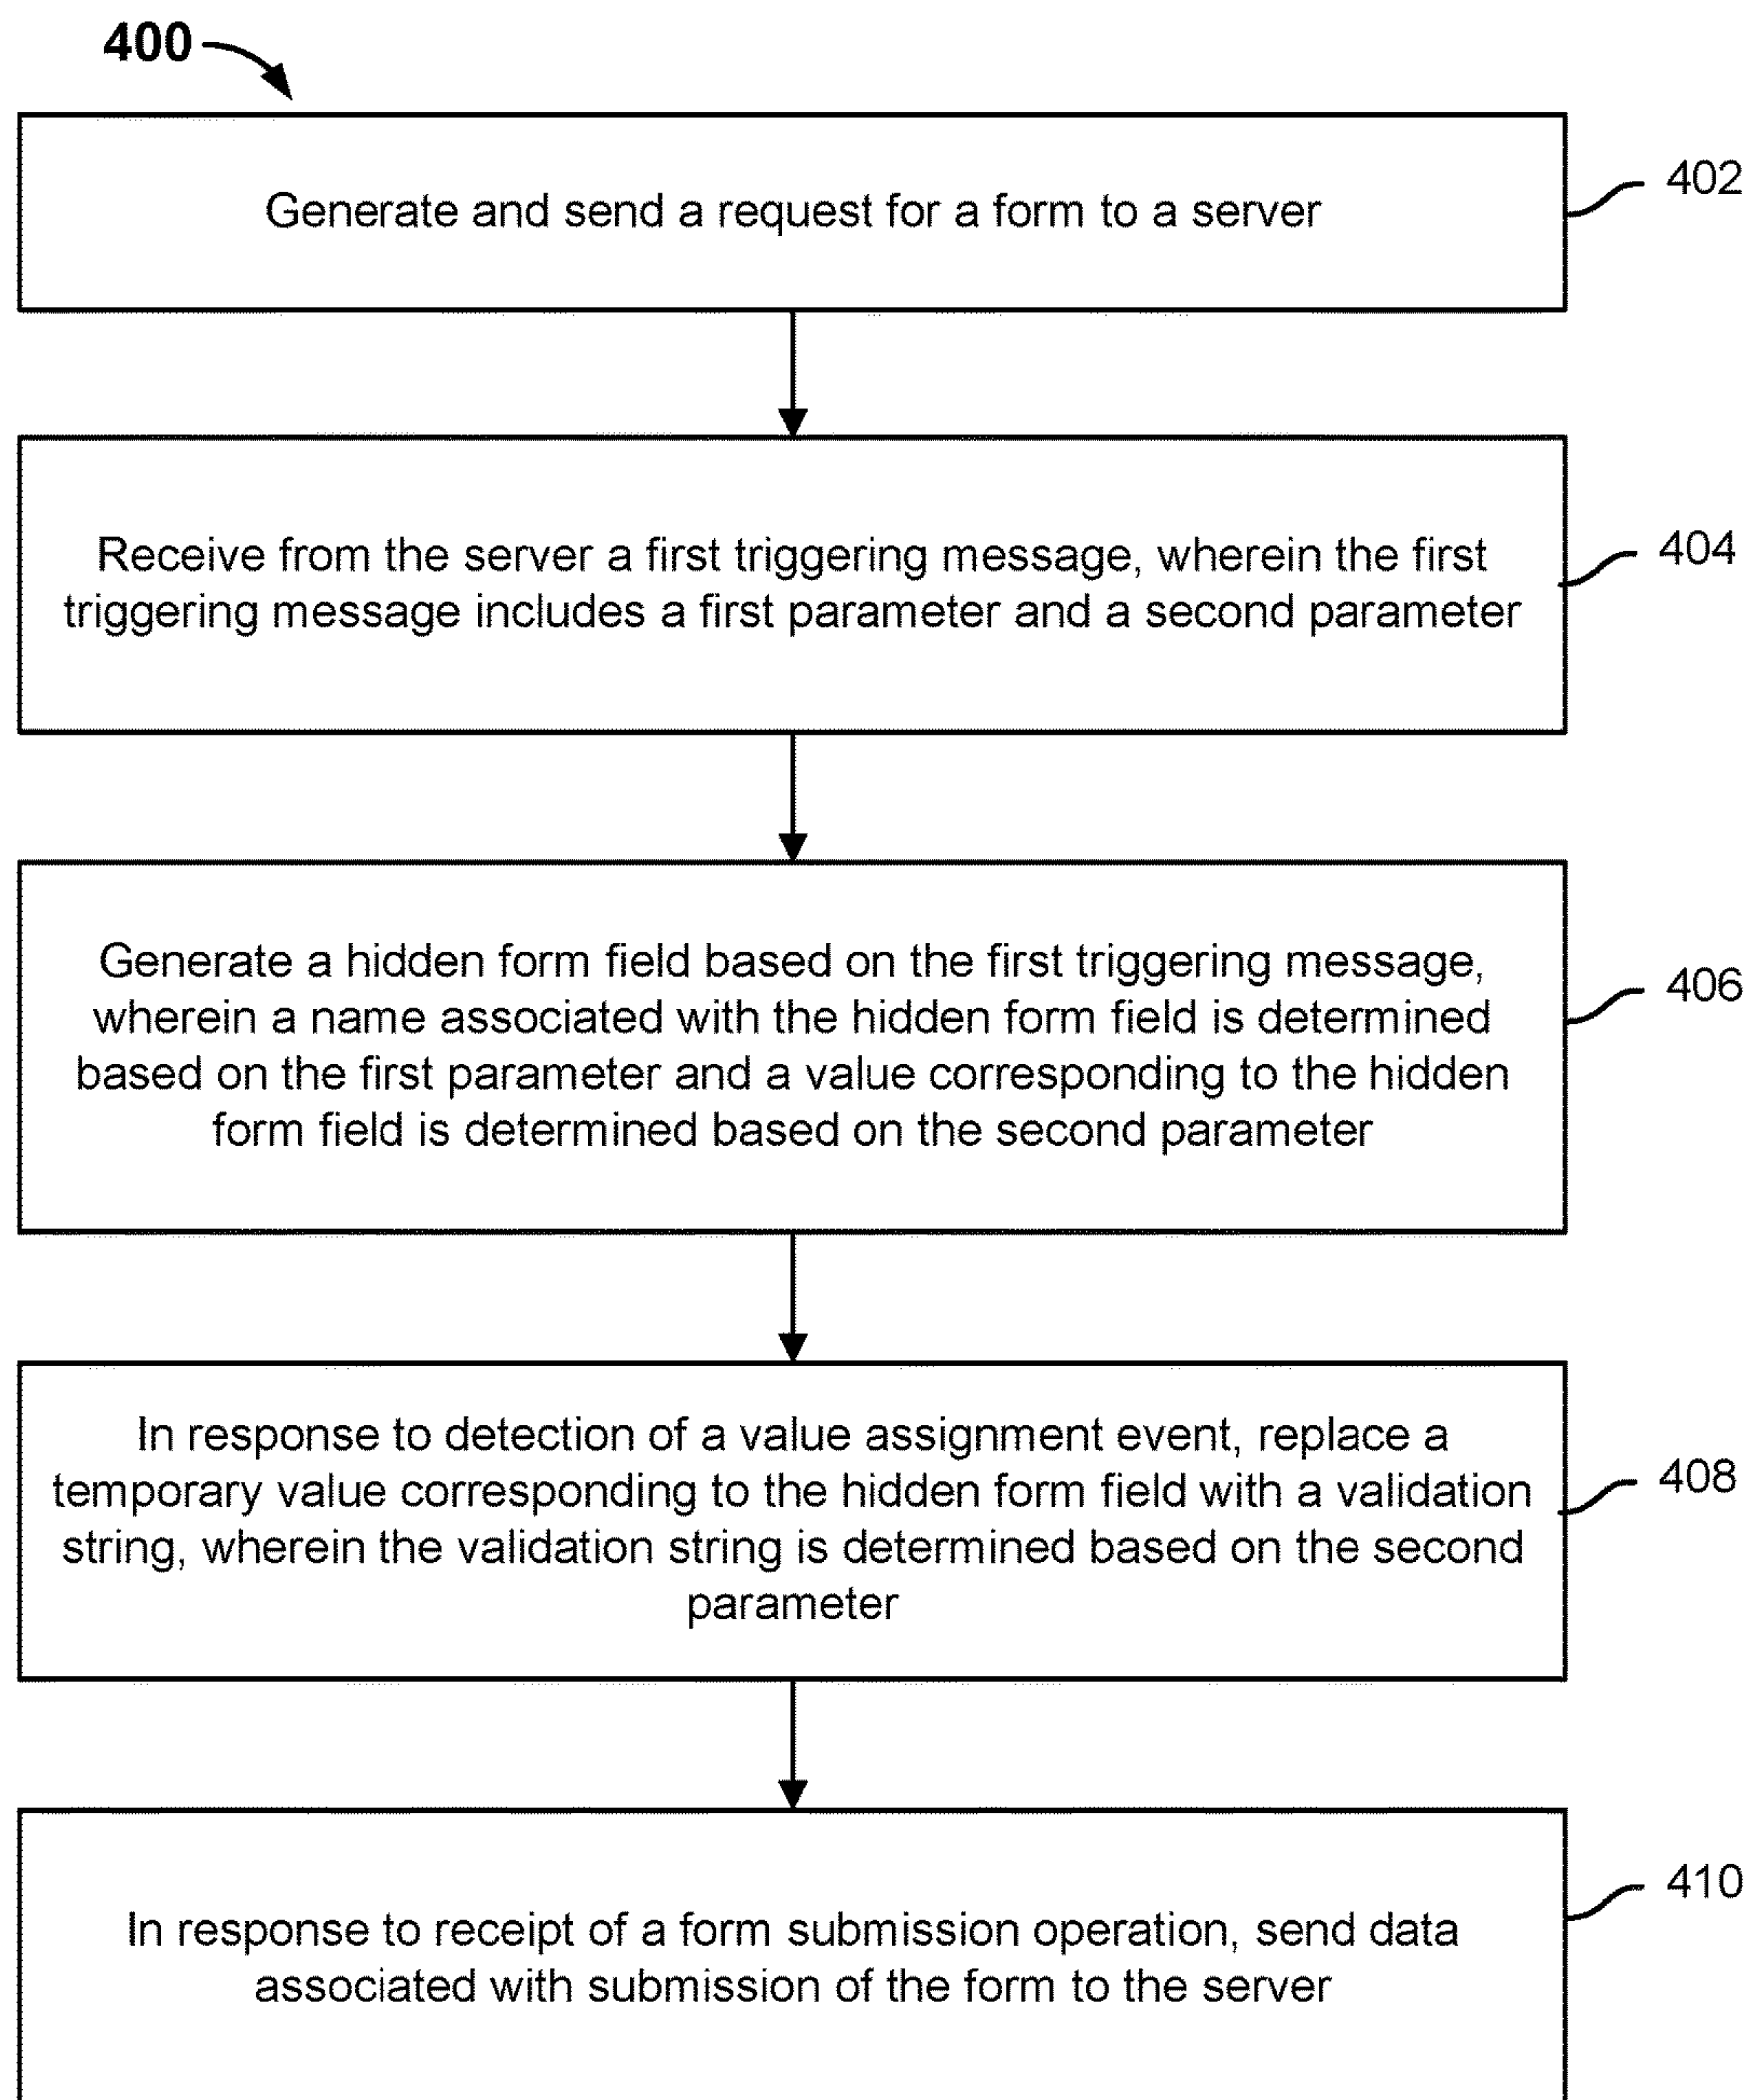 400
Generate and send a request for a form to a server
402
Receive from the server a first triggering message, wherein the first
triggering message includes a first parameter and a second parameter
404
Generate a hidden form field based on the first triggering message,
wherein a name associated with the hidden form field is determined
based on the first parameter and a value corresponding to the hidden
form field is determined based on the second parameter
406
In response to detection of a value assignment event, replace a
temporary value corresponding to the hidden form field with a validation
string, wherein the validation string is determined based on the second
parameter
408
In response to receipt of a form submission operation, send data
associated with submission of the form to the server
410